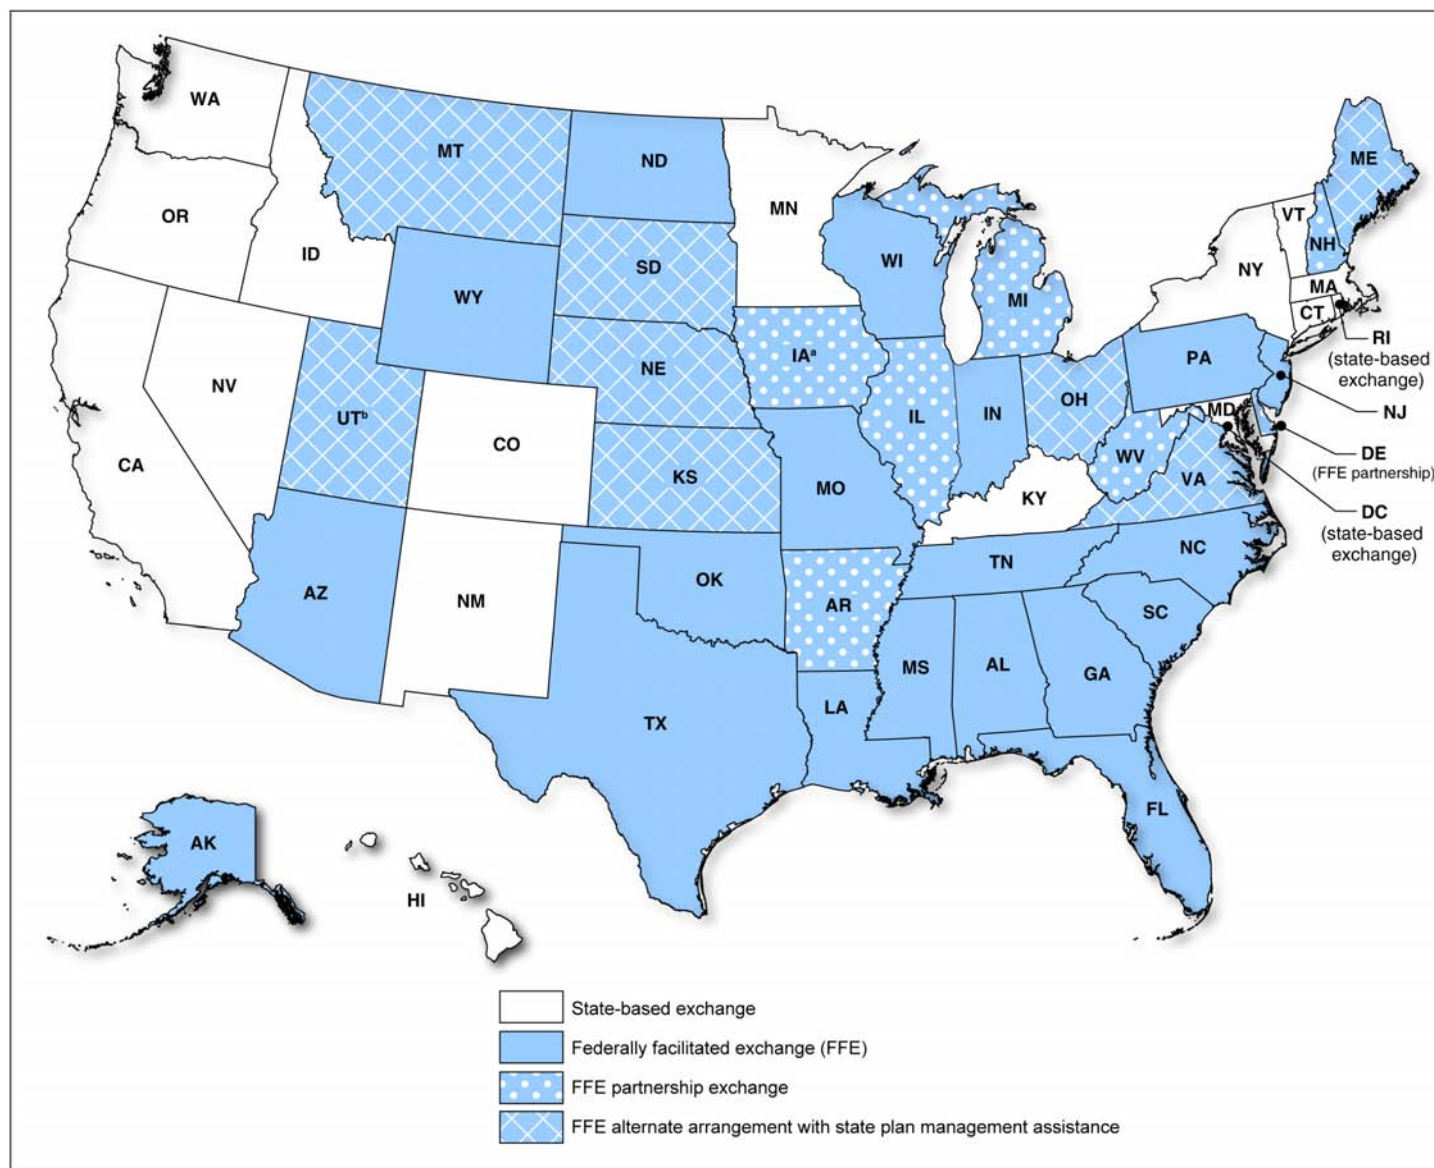 WA
MT
ND
ME
MN
OR
VT
NH
ID
SD
WI
NY
WY
MI
MA
CT
RI
(state-based
exchange)
IAᵃ
PA
NE
NV
UTᵇ
OH
IL
IN
NJ
MD
CO
CA
WV
DE
(FFE partnership)
KS
MO
VA
KY
DC
(state-based
exchange)
NC
TN
OK
AZ
NM
AR
SC
MS
AL
GA
LA
TX
FL
AK
HI
State-based exchange
Federally facilitated exchange (FFE)
FFE partnership exchange
FFE alternate arrangement with state plan management assistance